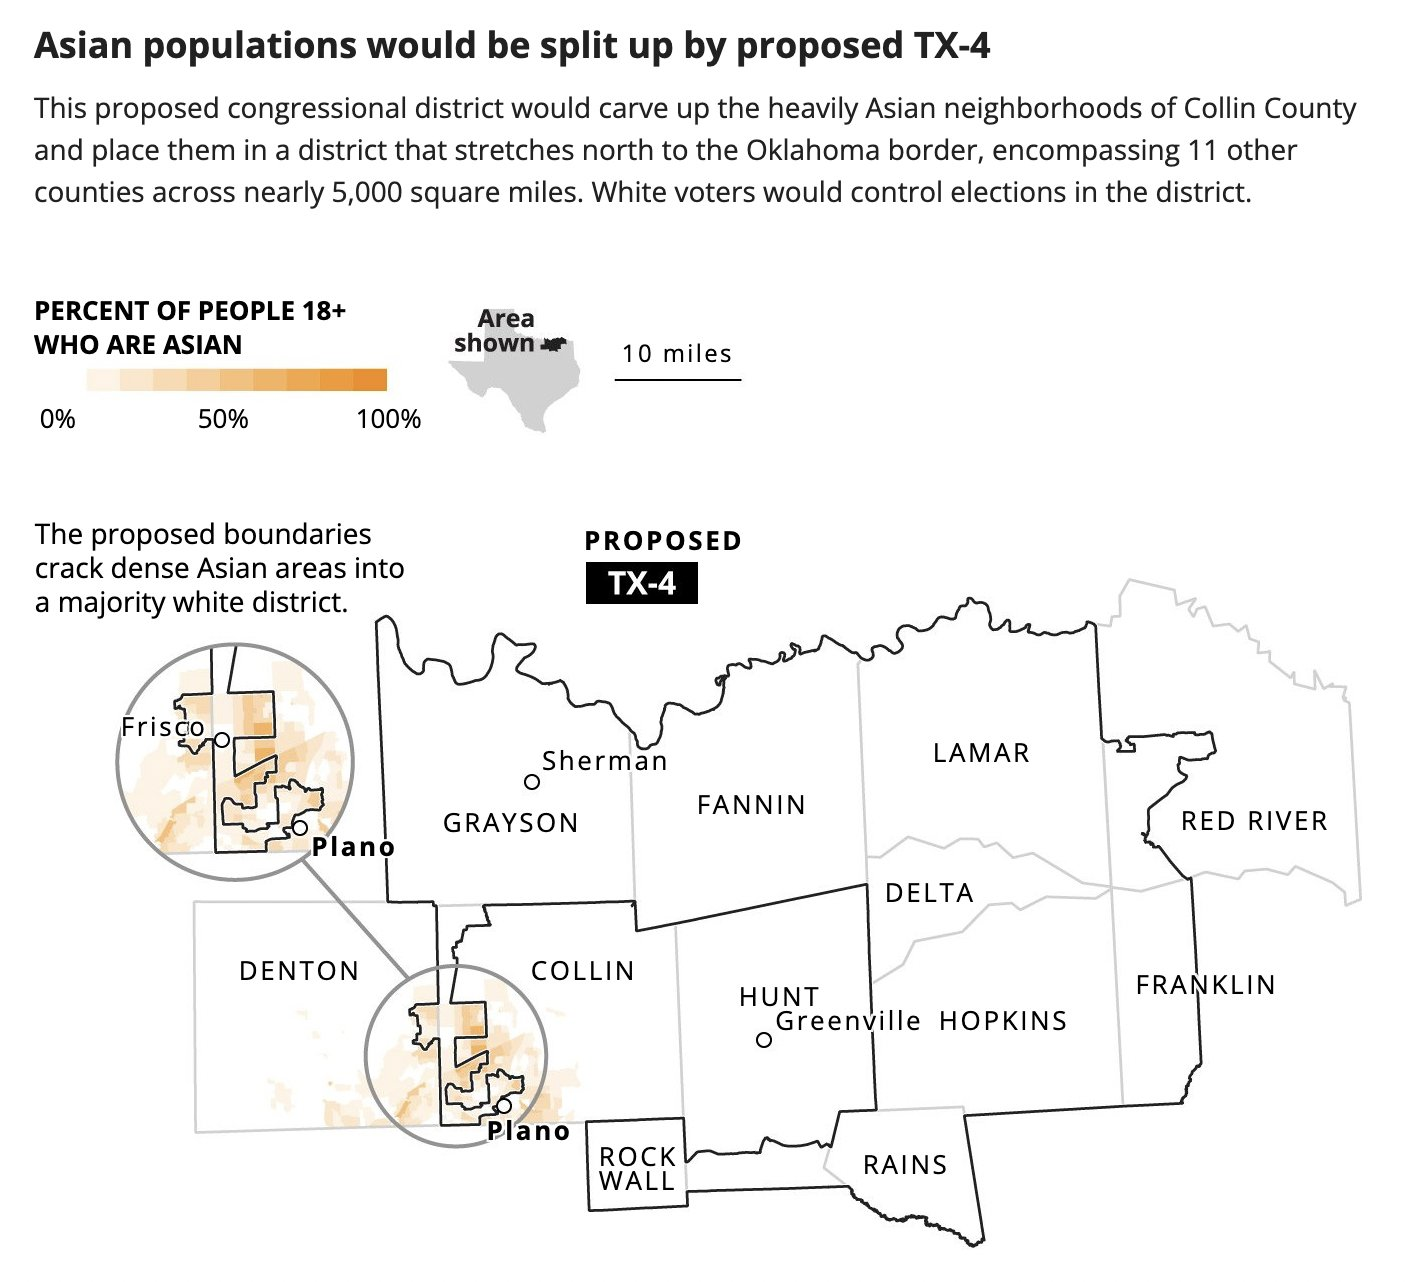 Asian populations would be split up by proposed TX-4
This proposed congressional district would carve up the heavily Asian neighborhoods of Collin County
and place them in a district that stretches north to the Oklahoma border, encompassing 11 other
counties across nearly 5,000 square miles. White voters would control elections in the district.
PERCENT OF PEOPLE 18+
WHO ARE ASIAN
0%
50%
100%
Area
shown
10 miles
The proposed boundaries
crack dense Asian areas into
a majority white district.
PROPOSED
TX-4
Frisco
Plano
Sherman
GRAYSON
FANNIN
LAMAR
RED RIVER
DELTA
DENTON
COLLIN
HUNT
Greenville
HOPKINS
FRANKLIN
Plano
ROCK
WALL
RAINS